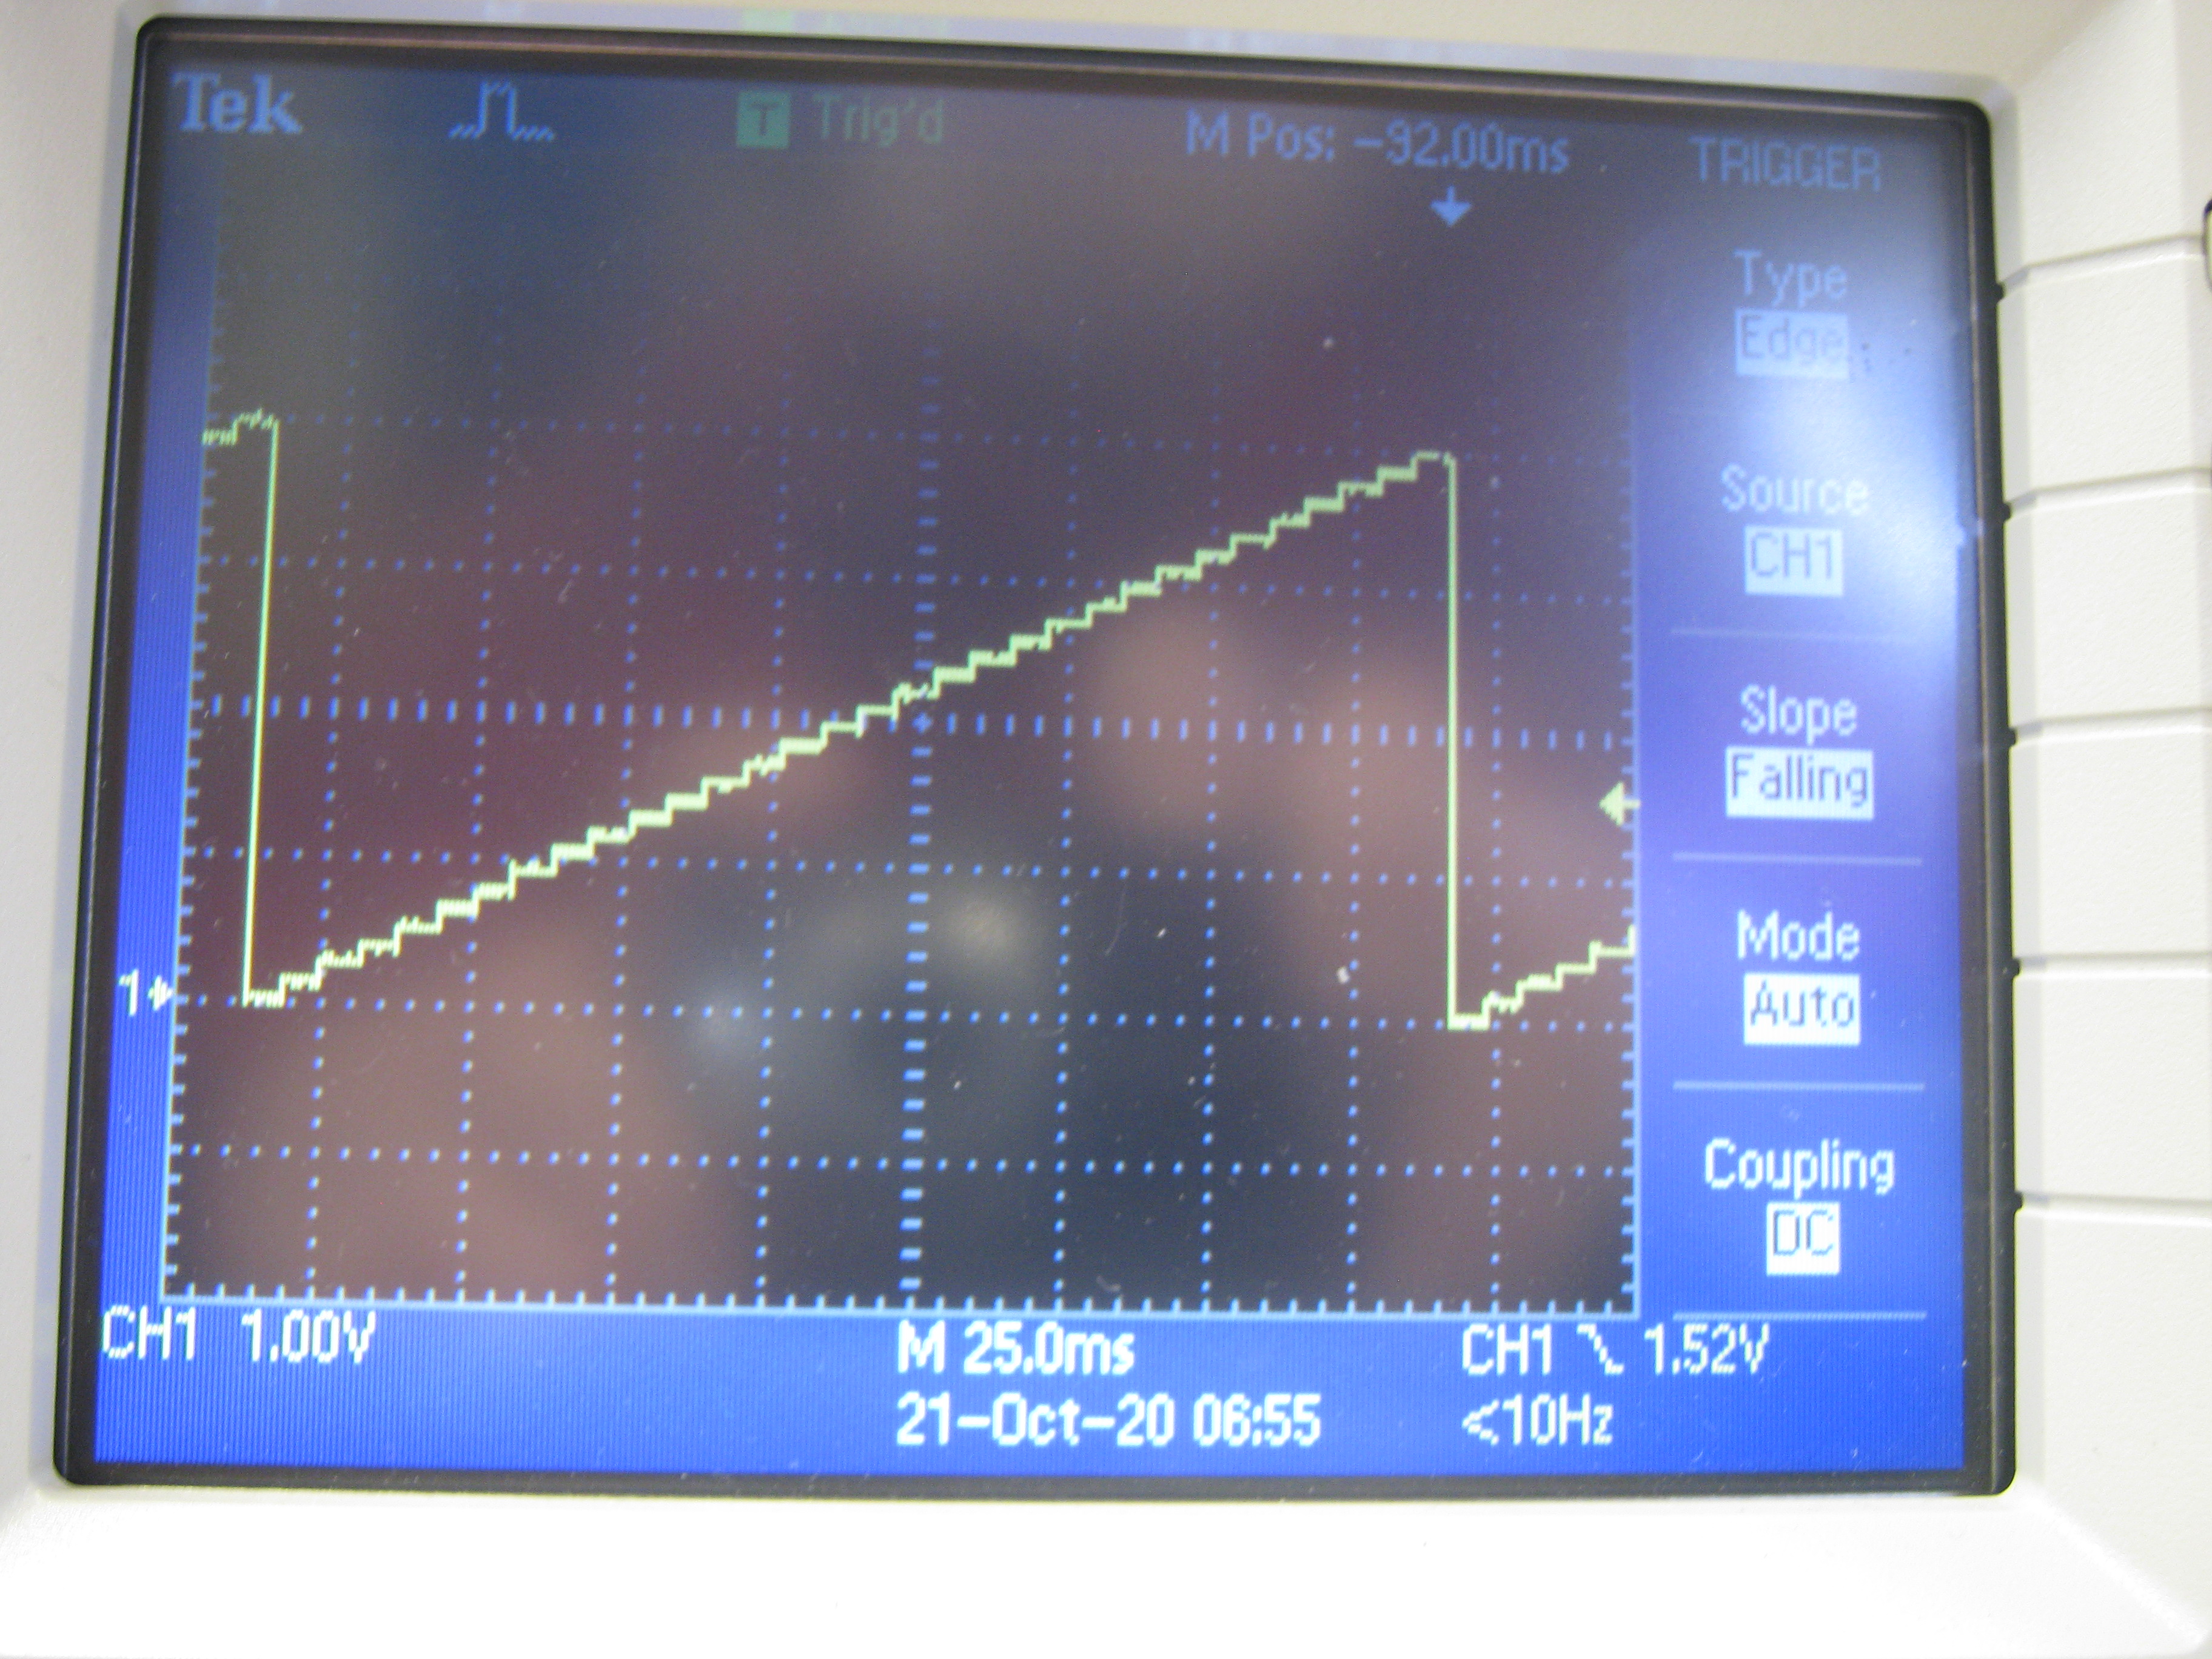 Tek T Trig'd M Pos: -92.00ms TRIGGER
Type
Edge
Source
CH1
Slope
Falling
Mode
Auto
1
Coupling
DC
CH1 1.00V M 25.0ms CH1 1.52V
21-Oct-20 06:55 <10Hz